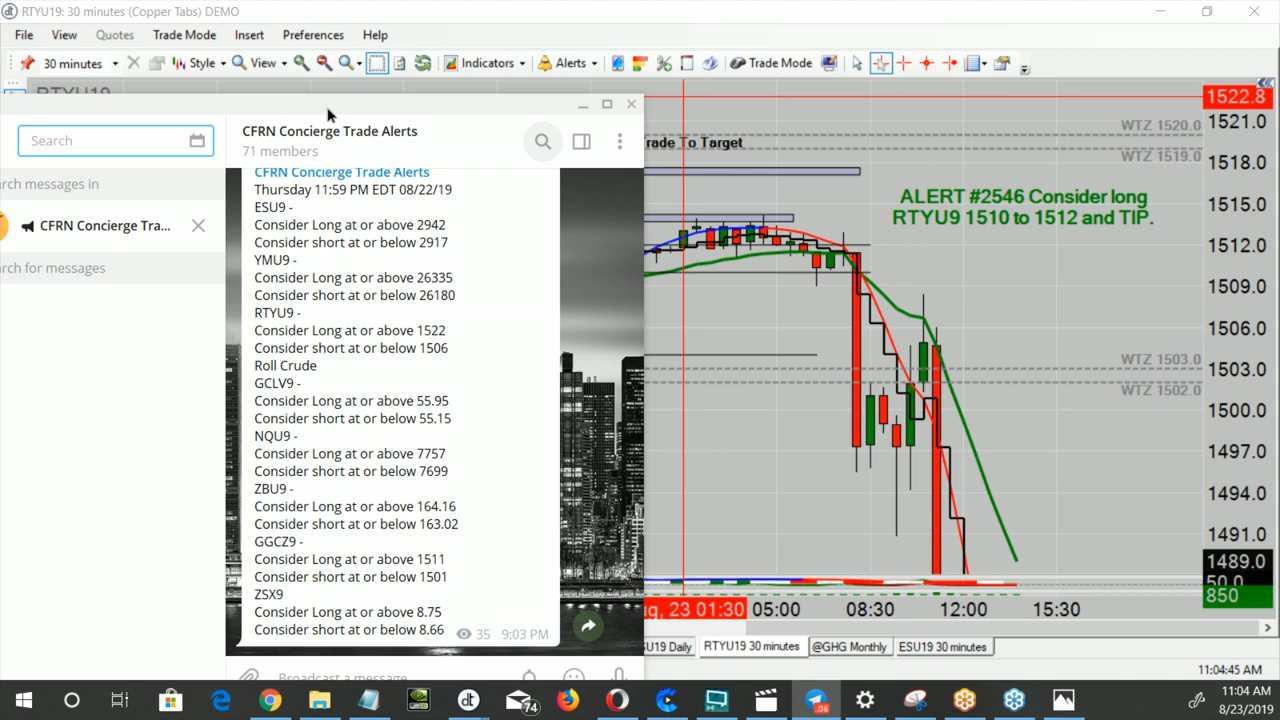 RTYU19: 30 minutes (Copper Tabs) DEMO
File View Quotes Trade Mode Insert Preferences Help
30 minutes Style View Indicators Alerts Trade Mode
RTYU19
Search
CFRN Concierge Trade Alerts
71 members
rch messages in
CFRN Concierge Tra...
rch for messages
CFRN Concierge Trade Alerts
Thursday 11:59 PM EDT 08/22/19
ESU9 -
Consider Long at or above 2942
Consider short at or below 2917
YMU9 -
Consider Long at or above 26335
Consider short at or below 26180
RTYU9 -
Consider Long at or above 1522
Consider short at or below 1506
Roll Crude
GCLV9 -
Consider Long at or above 55.95
Consider short at or below 55.15
NQU9 -
Consider Long at or above 7757
Consider short at or below 7699
ZBU9 -
Consider Long at or above 164.16
Consider short at or below 163.02
GGCZ9 -
Consider Long at or above 1511
Consider short at or below 1501
ZSX9
Consider Long at or above 8.75
Consider short at or below 8.66
35 9:03 PM
Broadcast a message
rade To Target
ALERT #2546 Consider long
RTYU9 1510 to 1512 and TIP.
WTZ 1520.0
WTZ 1519.0
WTZ 1503.0
WTZ 1502.0
1522.8
1521.0
1518.0
1515.0
1512.0
1509.0
1506.0
1503.0
1500.0
1497.0
1494.0
1491.0
1489.0
50.0
850
ug, 23 01:30 05:00 08:30 12:00 15:30
SU19 Daily RTYU19 30 minutes @GHG Monthly ESU19 30 minutes
11:04:45 AM
dt 74 .06
11:04 AM
8/23/2019